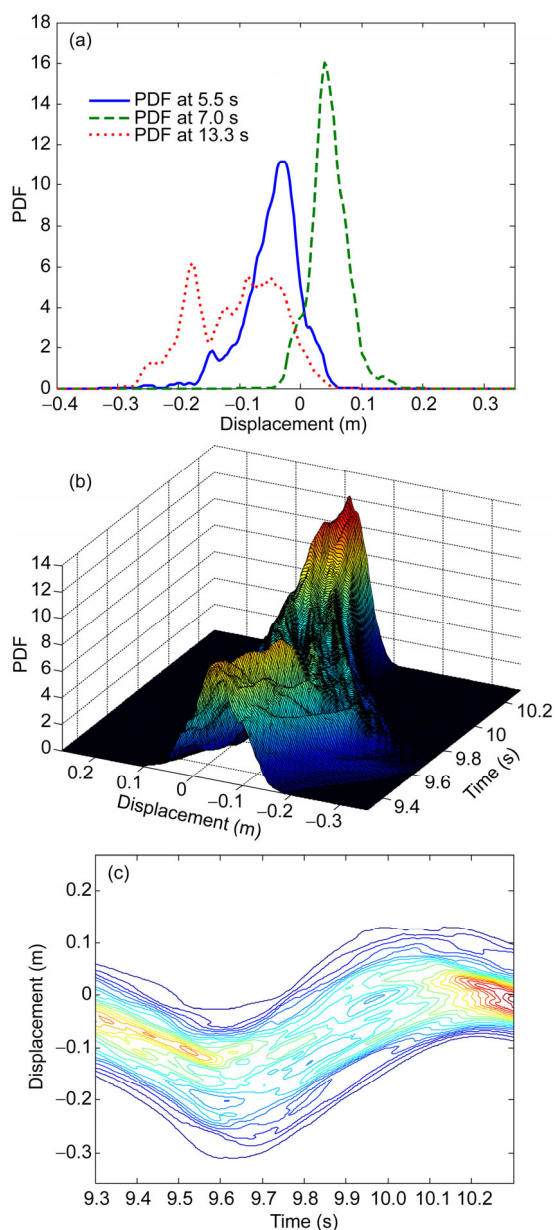 (a)
18
16
14
12
10
8
6
4
2
0
PDF
PDF at 5.5 s
PDF at 7.0 s
PDF at 13.3 s
−0.4 −0.3 −0.2 −0.1 0 0.1 0.2 0.3
Displacement (m)
(b)
14
12
10
8
6
4
2
0
PDF
0.2 0.1 0 −0.1 −0.2 −0.3
Displacement (m)
9.4 9.6 9.8 10 10.2
Time (s)
(c)
0.2
0.1
0
−0.1
−0.2
−0.3
Displacement (m)
9.3 9.4 9.5 9.6 9.7 9.8 9.9 10.0 10.1 10.2
Time (s)